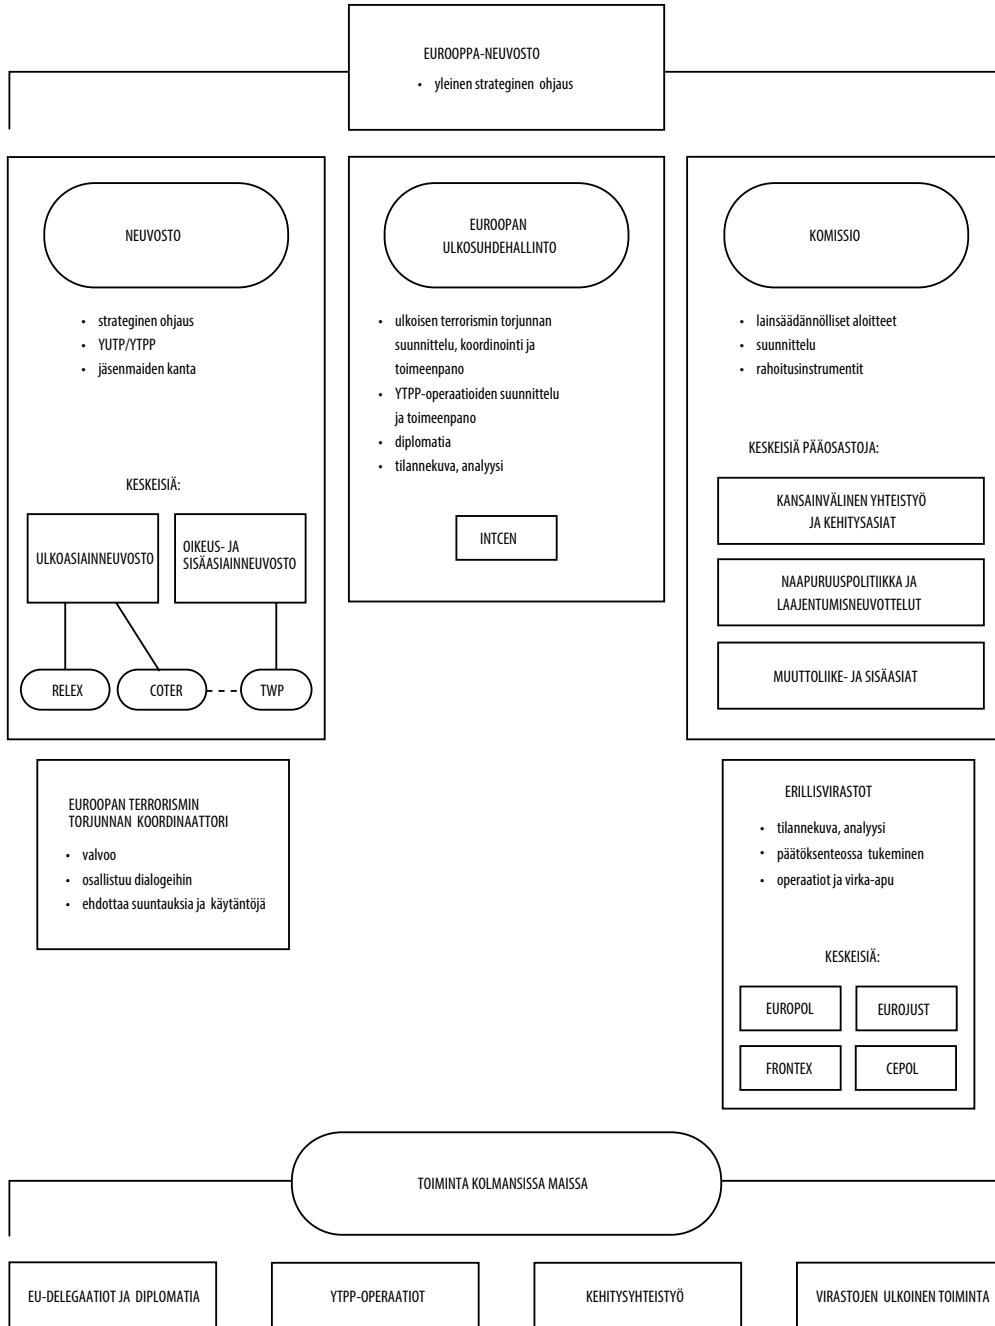 EUROOPPA-NEUVOSTO
• yleinen strateginen ohjaus
NEUVOSTO
• strateginen ohjaus
• YUTP/YTPP
• jäsenmaiden kanta
KESKEISIÄ:
ULKOASIAINNEUVOSTO
OIKEUS- JA
SISÄASIAINNEUVOSTO
RELEX
COTER
TWP
EUROOPAN
ULKOSUHDEHALLINTO
• ulkoisen terrorismin torjunnan
suunnittelu, koordinointi ja
toimeenpano
• YTPP-operaatioiden suunnittelu
ja toimeenpano
• diplomatia
• tilannekuva, analyysi
INTCEN
KOMISSIO
• lainsäädännölliset aloitteet
• suunnittelu
• rahoitusinstrumentit
KESKEISIÄ PÄÄOSASTOJA:
KANSAINVÄLINEN YHTEISTYÖ
JA KEHITYSASIAT
NAAPURUUSPOLITIIKKA JA
LAAJENTUMISNEUVOTTELUT
MUUTTOLIIKE- JA SISÄASIAT
EUROOPAN TERRORISMIN
TORJUNNAN KOORDINAATTORI
• valvoo
• osallistuu dialogeihin
• ehdottaa suuntauksia ja käytäntöjä
ERILLISVIRASTOT
• tilannekuva, analyysi
• päätöksenteossa tukeminen
• operaatiot ja virka-apu
KESKEISIÄ:
EUROPOL
EUROJUST
FRONTEX
CEPOL
TOIMINTA KOLMANSISSA MAISSA
EU-DELEGAATIOT JA DIPLOMATIA
YTPP-OPERAATIOT
KEHITYSYHTEISTYÖ
VIRASTOJEN ULKOINEN TOIMINTA